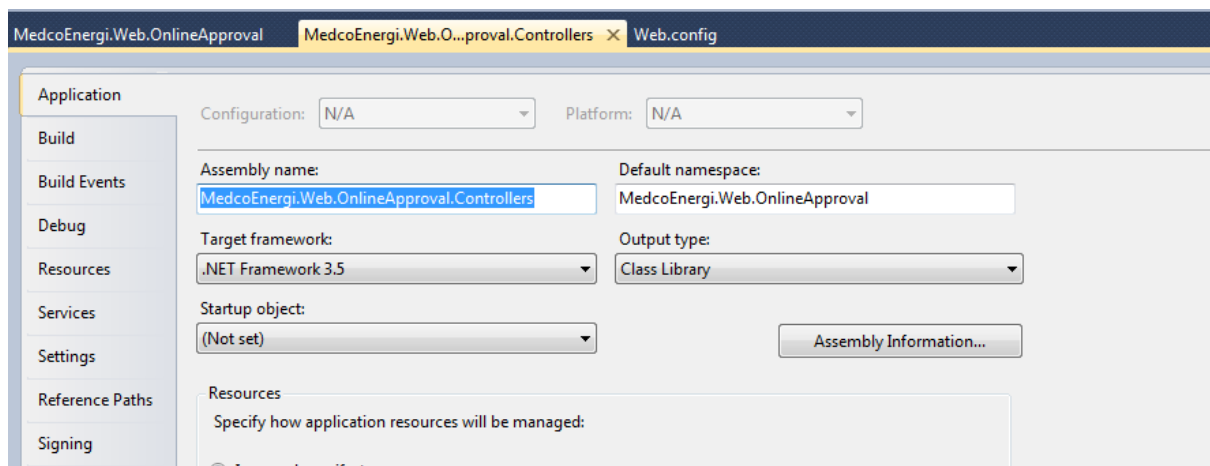 MedcoEnergi.Web.OnlineApproval MedcoEnergi.Web.O...proval.Controllers Web.config
Application
Build
Build Events
Debug
Resources
Services
Settings
Reference Paths
Signing
Configuration: N/A Platform: N/A
Assembly name: Default namespace:
MedcoEnergi.Web.OnlineApproval.Controllers MedcoEnergi.Web.OnlineApproval
Target framework: Output type:
.NET Framework 3.5 Class Library
Startup object:
(Not set) Assembly Information...
Resources
Specify how application resources will be managed: